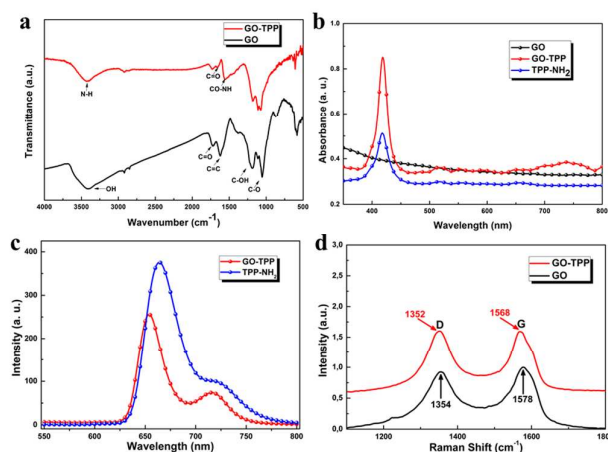 a
GO-TPP
GO
Transmittance (a.u.)
N-H
C=O
CO-NH
C=O
C=C
C-OH
C-O
OH
4000 3500 3000 2500 2000 1500 1000 500
Wavenumber (cm⁻¹)
b
GO
GO-TPP
TPP-NH₂
Absorbance (a.u.)
1.0
0.8
0.6
0.4
0.2
400 500 600 700 800
Wavelength (nm)
c
GO-TPP
TPP-NH₂
Intensity (a. u.)
400
300
200
100
0
550 600 650 700 750 800
Wavelength (nm)
d
GO-TPP
GO
Intensity (a. u.)
5,0
2,5
2,0
1,5
1,0
0,5
0,0
1352
D
1568
G
1354
1578
1200 1400 1600 1800
Raman Shift (cm⁻¹)